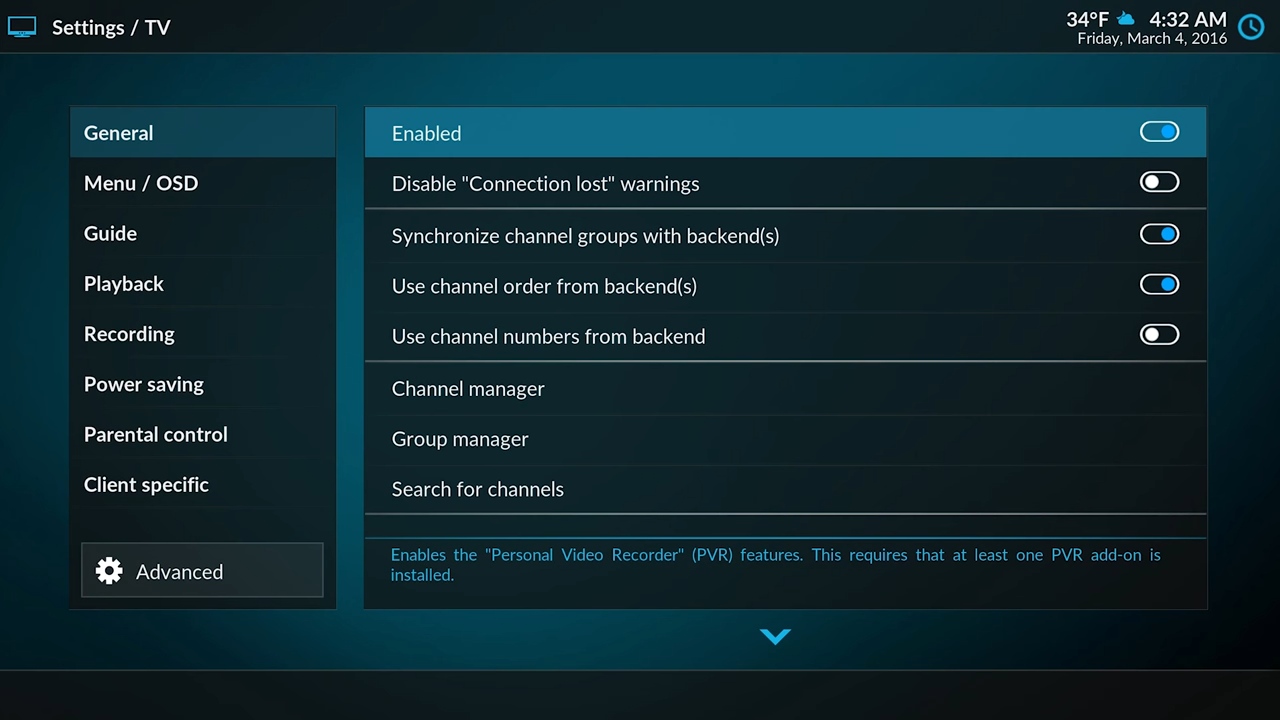 Settings / TV
34°F 4:32 AM
Friday, March 4, 2016
General
Menu / OSD
Guide
Playback
Recording
Power saving
Parental control
Client specific
Advanced
Enabled
Disable "Connection lost" warnings
Synchronize channel groups with backend(s)
Use channel order from backend(s)
Use channel numbers from backend
Channel manager
Group manager
Search for channels
Enables the "Personal Video Recorder" (PVR) features. This requires that at least one PVR add-on is
installed.